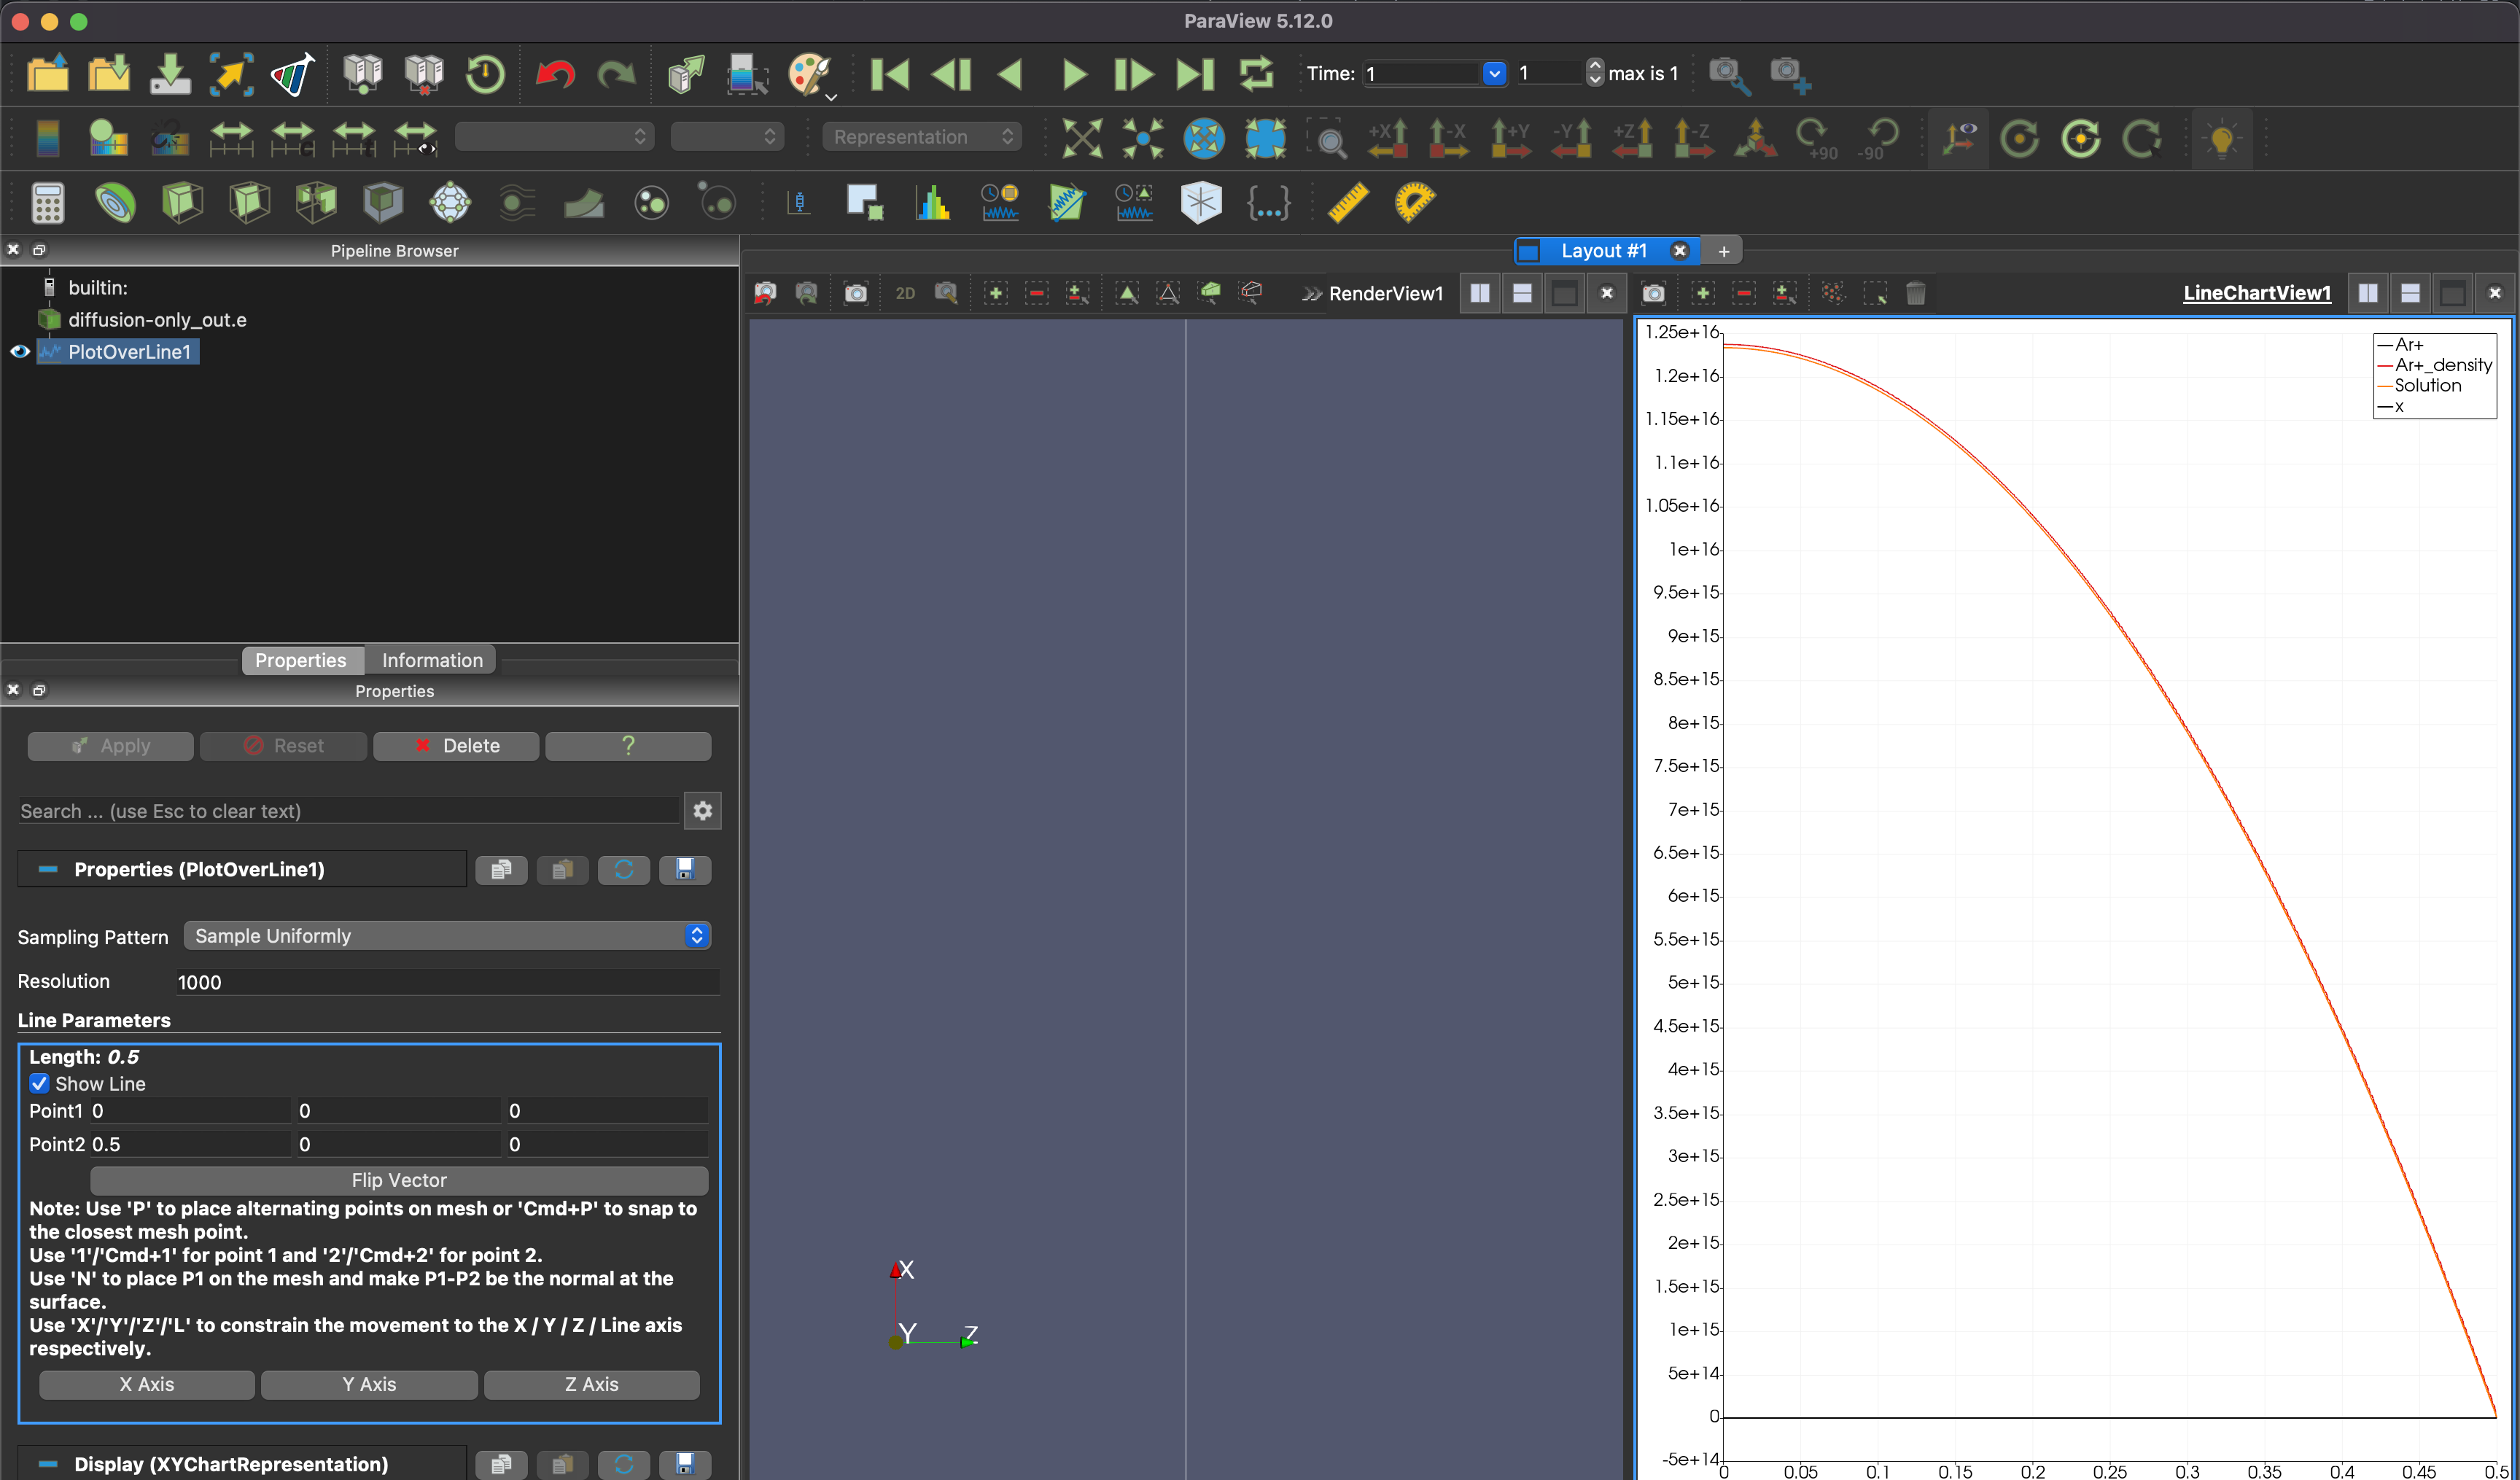 ParaView 5.12.0
Time: 1 1 max is 1
Representation
+X -X +Y -Y +Z -Z +90 -90
Pipeline Browser
builtin:
diffusion-only_out.e
PlotOverLine1
Properties Information
Properties
Apply Reset Delete ?
Search ... (use Esc to clear text)
Properties (PlotOverLine1)
Sampling Pattern Sample Uniformly
Resolution 1000
Line Parameters
Length: 0.5
Show Line
Point1 0 0 0
Point2 0.5 0 0
Flip Vector
Note: Use 'P' to place alternating points on mesh or 'Cmd+P' to snap to
the closest mesh point.
Use '1'/'Cmd+1' for point 1 and '2'/'Cmd+2' for point 2.
Use 'N' to place P1 on the mesh and make P1-P2 be the normal at the
surface.
Use 'X'/'Y'/'Z'/'L' to constrain the movement to the X / Y / Z / Line axis
respectively.
X Axis Y Axis Z Axis
Display (XYChartRepresentation)
Layout #1 +
2D RenderView1
X
Y Z
LineChartView1
Ar+
Ar+_density
Solution
x
1.25e+16
1.2e+16
1.15e+16
1.1e+16
1.05e+16
1e+16
9.5e+15
9e+15
8.5e+15
8e+15
7.5e+15
7e+15
6.5e+15
6e+15
5.5e+15
5e+15
4.5e+15
4e+15
3.5e+15
3e+15
2.5e+15
2e+15
1.5e+15
1e+15
5e+14
0
-5e+14
0 0.05 0.1 0.15 0.2 0.25 0.3 0.35 0.4 0.45 0.5